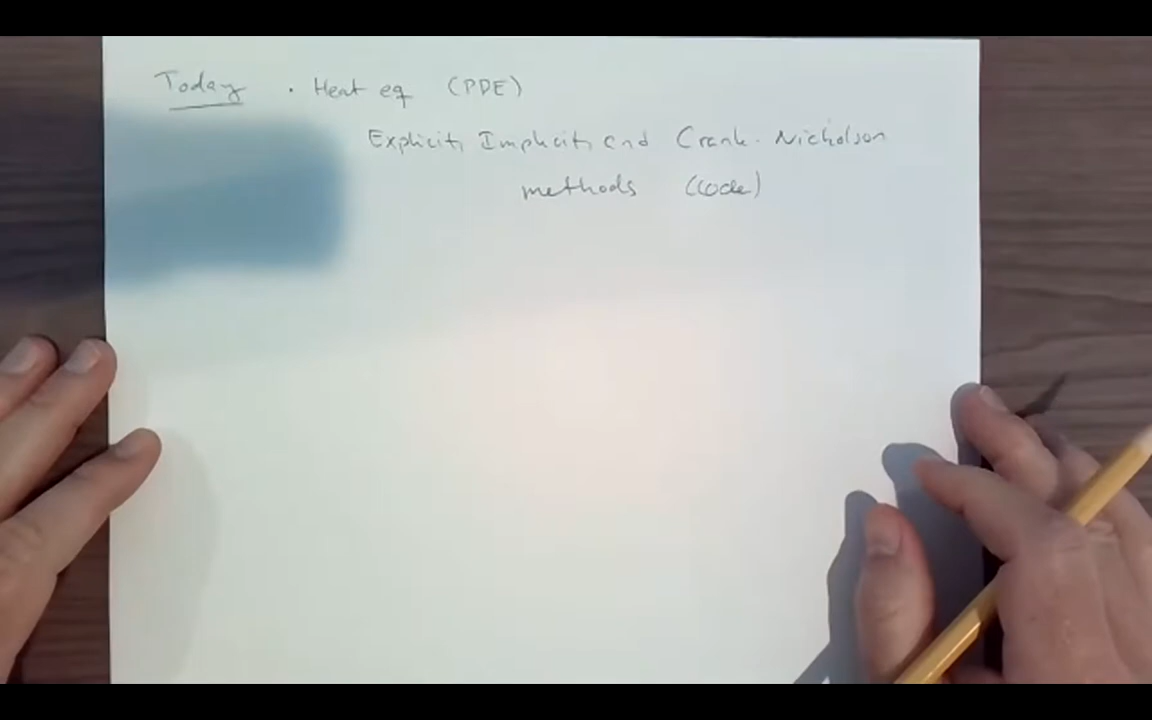 Today · Heat eq (PDE)
Explicit, Implicit, and Crank-Nicholson
methods (code)